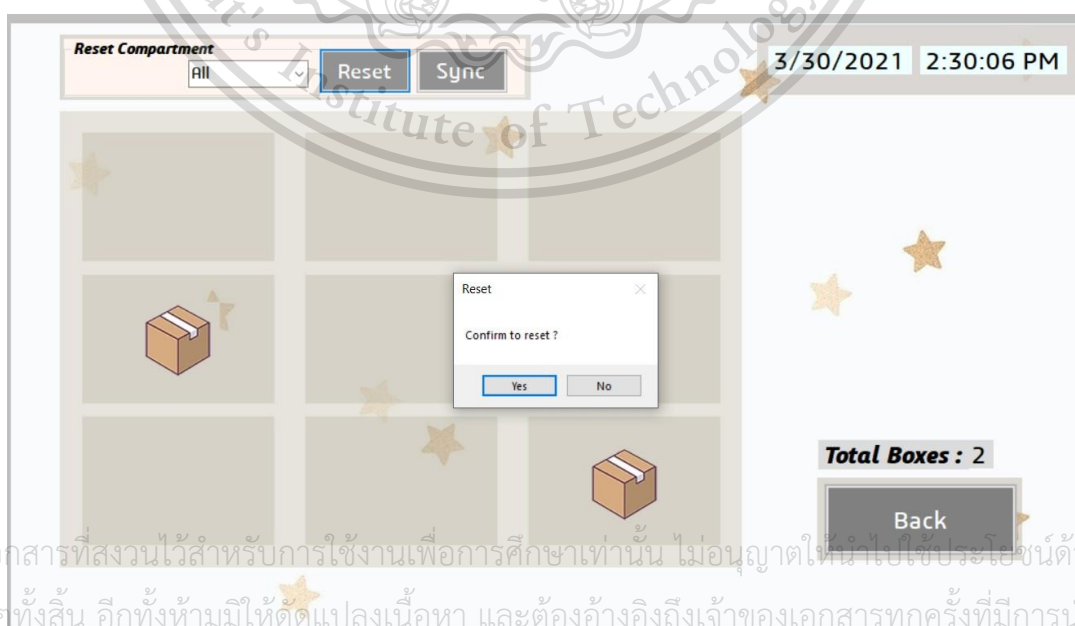 Institute of Technology
Reset Compartment
All
Reset
Sync
3/30/2021 2:30:06 PM
Reset
Confirm to reset ?
Yes
No
Total Boxes : 2
Back
สารที่สงวนไว้สำหรับการใช้งานเพื่อการศึกษาเท่านั้น ไม่อนุญาตให้นำไปใช้ประโยชน์ด้
ทั้งสิ้น อีกทั้งห้ามมิให้ดัดแปลงเนื้อหา และต้องอ้างอิงถึงเจ้าของเอกสารทุกครั้งที่มีการ